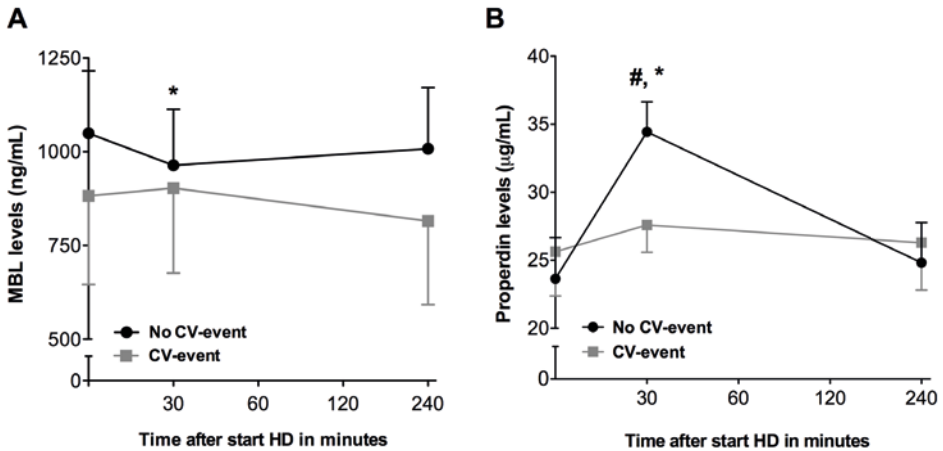 A
MBL levels (ng/mL)
1250
1000
750
500
0
*
No CV-event
CV-event
30
60
120
240
Time after start HD in minutes
B
Properdin levels (μg/mL)
40
35
30
25
20
0
#, *
No CV-event
CV-event
30
60
120
240
Time after start HD in minutes